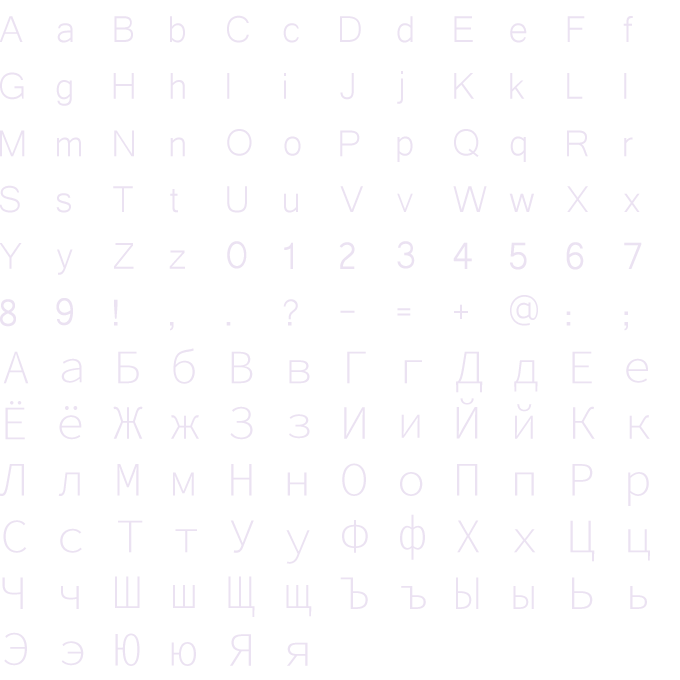 A a B b C c D d E e F f
G g H h I i J j K k L l
M m N n O o P p Q q R r
S s T t U u V v W w X x
Y y Z z 0 1 2 3 4 5 6 7
8 9 ! , . ? - = + @ : ;
А а Б б В в Г г Д д Е е
Ё ё Ж ж З з И и Й й К к
Л л М м Н н О о П п Р р
С с Т т У у Ф ф Х х Ц ц
Ч ч Ш ш Щ щ Ъ ъ Ы ы Ь ь
Э э Ю ю Я я